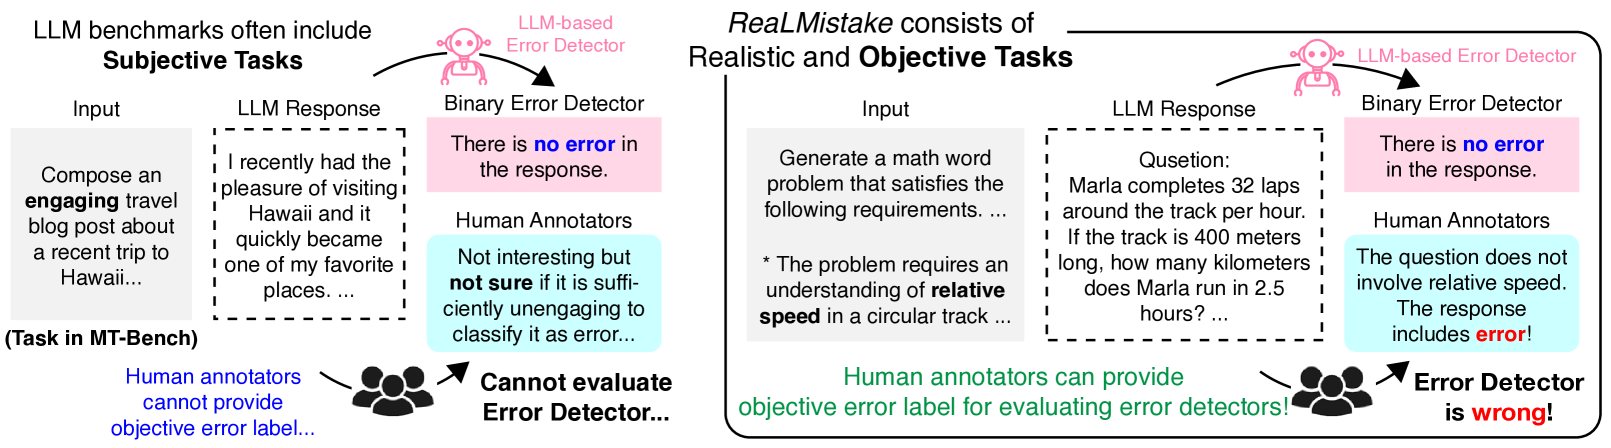 LLM benchmarks often include
Subjective Tasks
LLM-based
Error Detector
Input
LLM Response
Binary Error Detector
Compose an
engaging travel
blog post about
a recent trip to
Hawaii...
(Task in MT-Bench)
I recently had the
pleasure of visiting
Hawaii and it
quickly became
one of my favorite
places. ...
There is no error in
the response.
Human Annotators
Not interesting but
not sure if it is suffi-
ciently unengaging to
classify it as error...
Human annotators
cannot provide
objective error label...
Cannot evaluate
Error Detector...
ReaLMistake consists of
Realistic and Objective Tasks
LLM-based Error Detector
Input
LLM Response
Binary Error Detector
Generate a math word
problem that satisfies the
following requirements. ...
* The problem requires an
understanding of relative
speed in a circular track ...
Qusetion:
Marla completes 32 laps
around the track per hour.
If the track is 400 meters
long, how many kilometers
does Marla run in 2.5
hours? ...
There is no error
in the response.
Human Annotators
The question does not
involve relative speed.
The response
includes error!
Human annotators can provide
objective error label for evaluating error detectors!
Error Detector
is wrong!